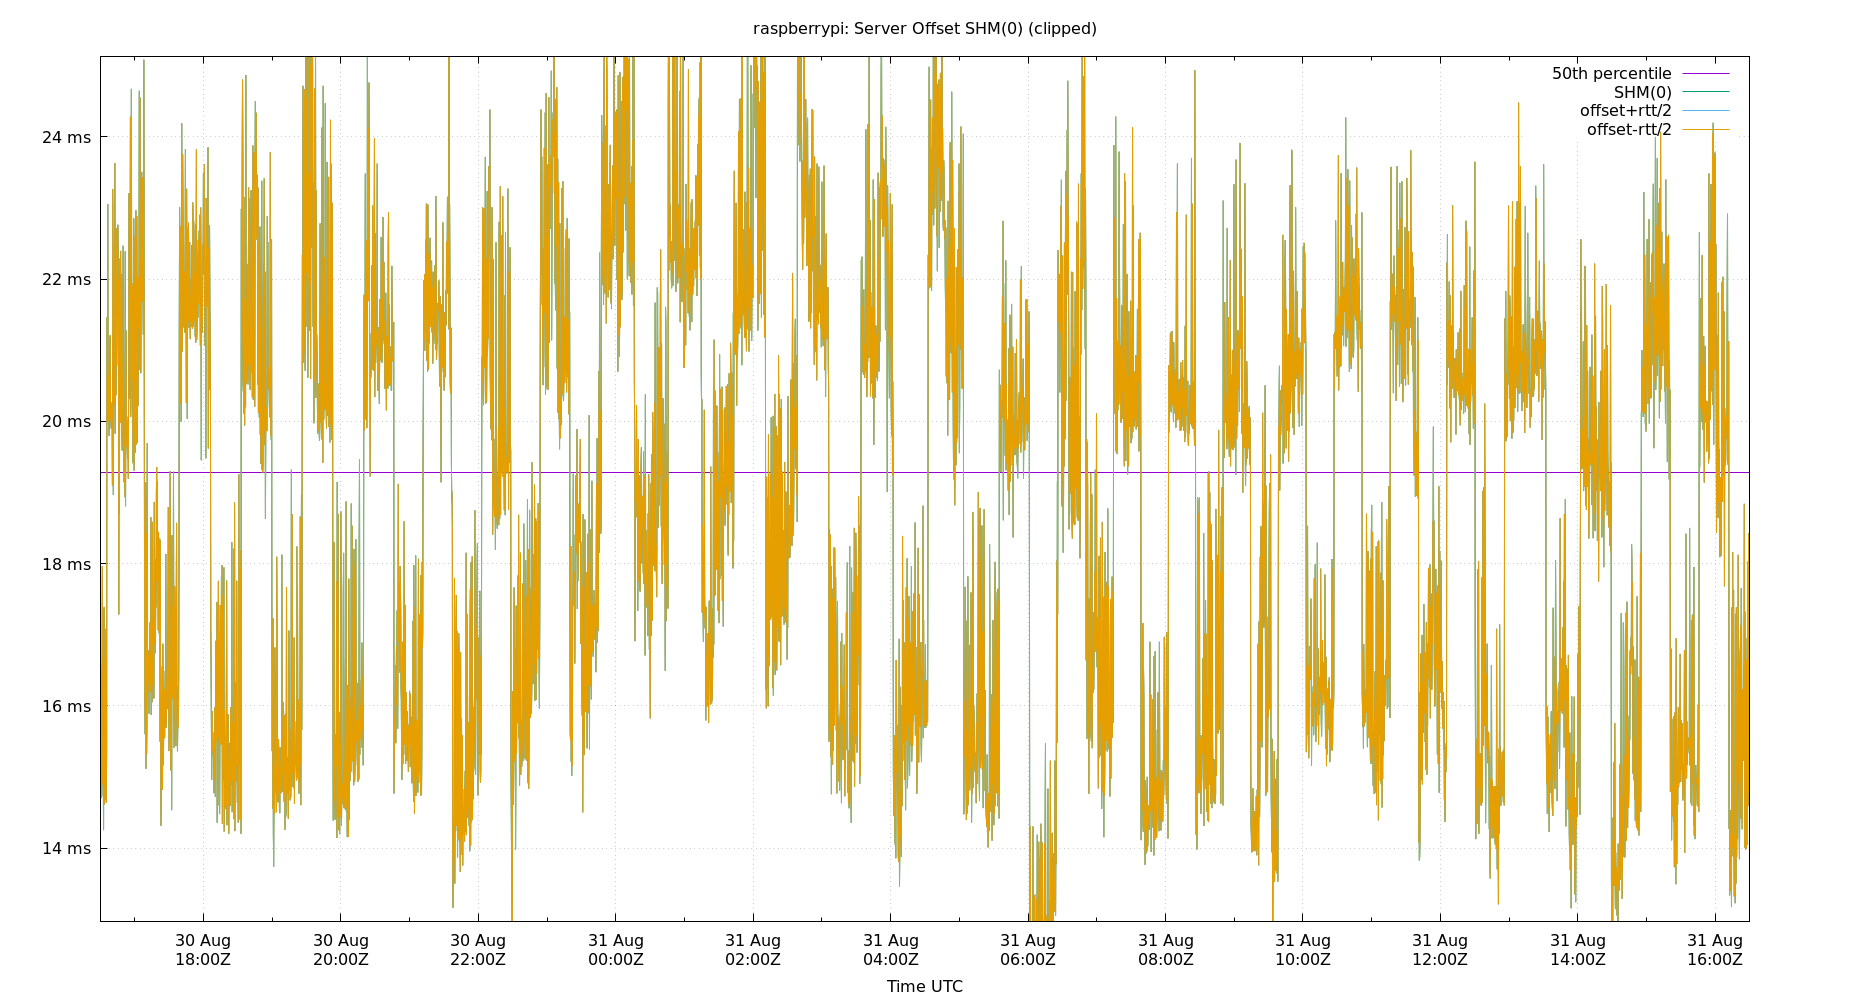 raspberrypi: Server Offset SHM(0) (clipped)
50th percentile
SHM(0)
offset+rtt/2
offset-rtt/2
24 ms
22 ms
20 ms
18 ms
16 ms
14 ms
30 Aug 30 Aug 30 Aug 31 Aug 31 Aug 31 Aug 31 Aug 31 Aug 31 Aug 31 Aug 31 Aug 31 Aug
18:00Z 20:00Z 22:00Z 00:00Z 02:00Z 04:00Z 06:00Z 08:00Z 10:00Z 12:00Z 14:00Z 16:00Z
Time UTC